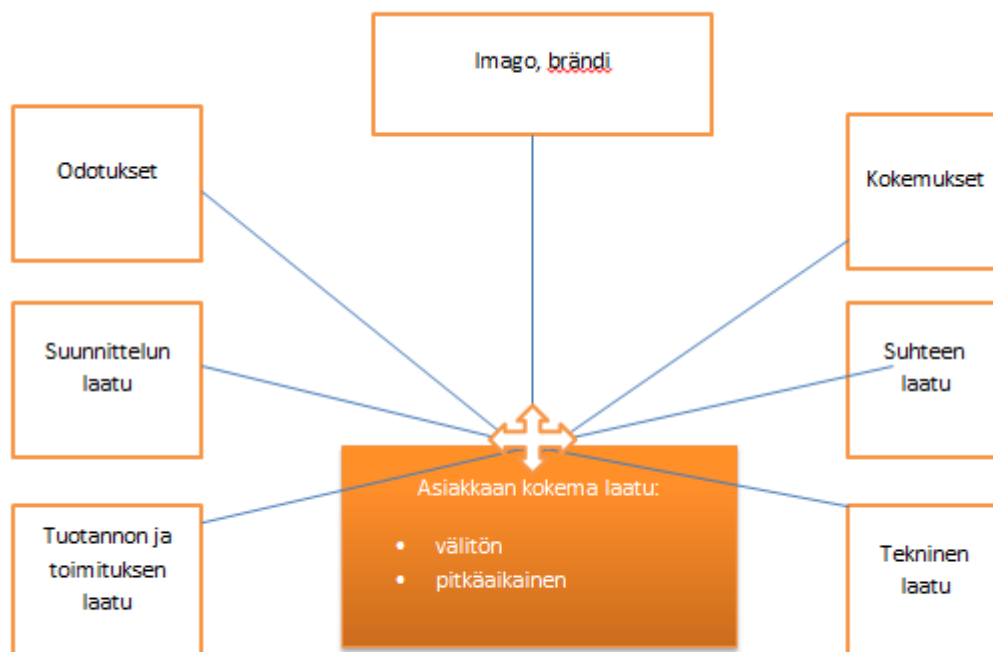 Imago, brändi
Odotukset
Kokemukset
Suunnittelun
laatu
Suhteen
laatu
Asiakkaan kokema laatu:
• välitön
• pitkäaikainen
Tuotannon ja
toimituksen
laatu
Tekninen
laatu